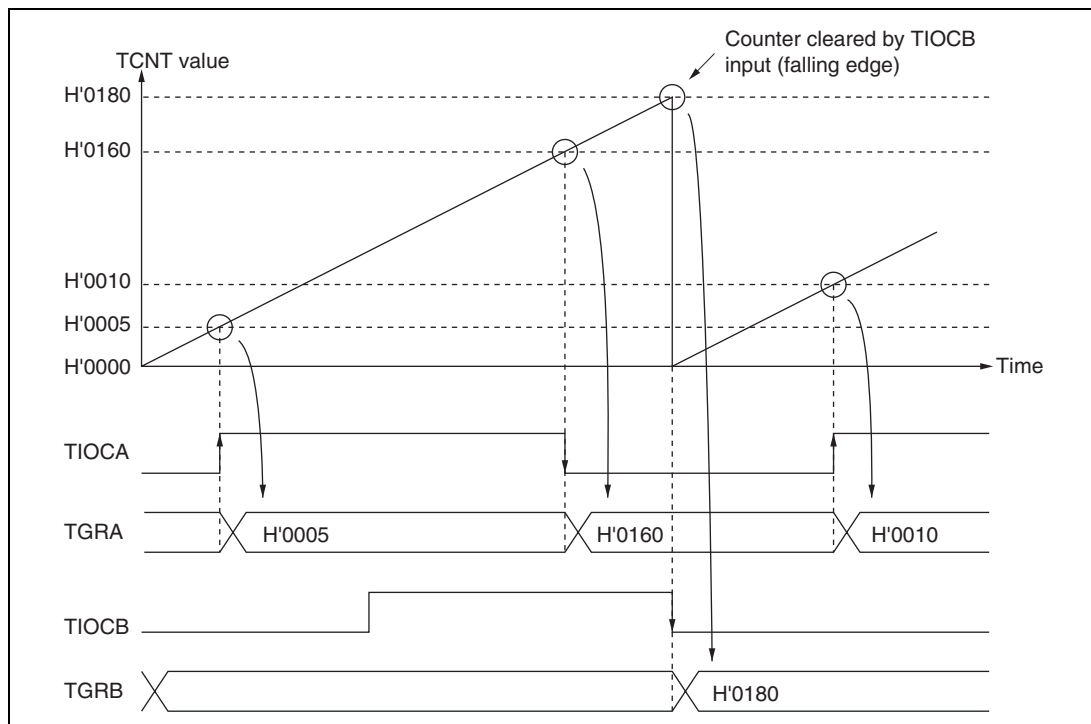 Counter cleared by TIOCB
input (falling edge)
TCNT value
H'0180
H'0160
H'0010
H'0005
H'0000
Time
TIOCA
TGRA
H'0005
H'0160
H'0010
TIOCB
TGRB
H'0180